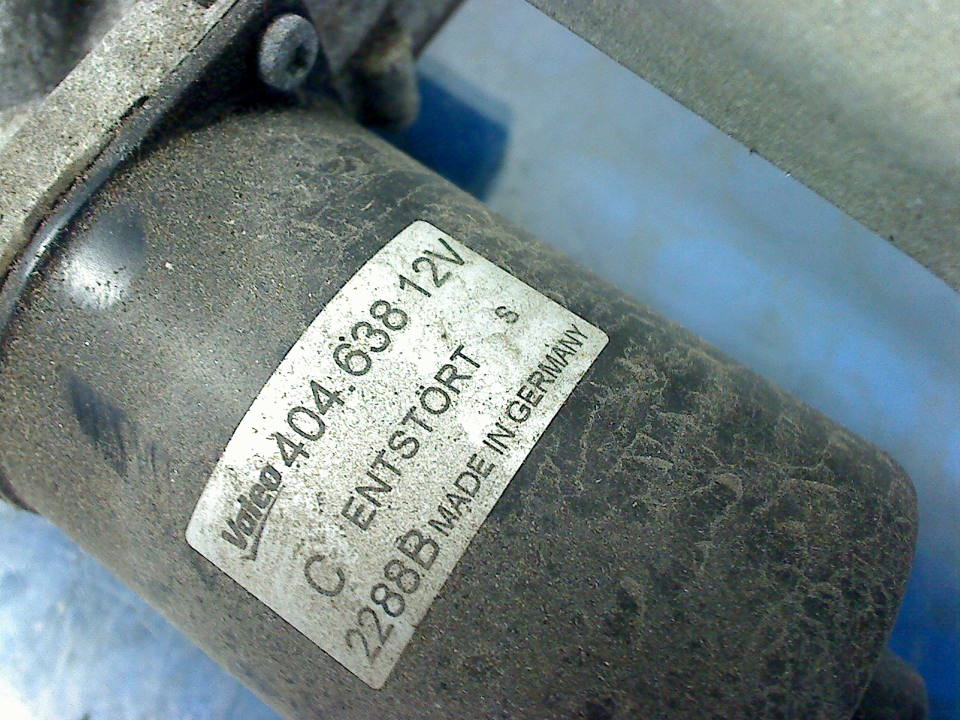 Valeo 404.638 12V
C ENTSTÖRT S
2288B MADE IN GERMANY